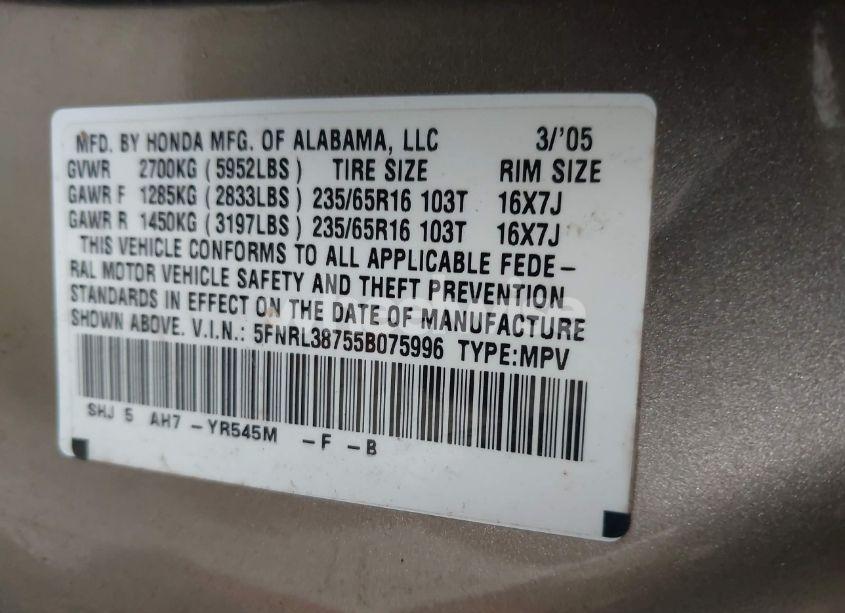 MFD. BY HONDA MFG. OF ALABAMA, LLC 3/'05
GVWR 2700KG ( 5952LBS ) TIRE SIZE RIM SIZE
GAWR F 1285KG ( 2833LBS ) 235/65R16 103T 16X7J
GAWR R 1450KG ( 3197LBS ) 235/65R16 103T 16X7J
THIS VEHICLE CONFORMS TO ALL APPLICABLE FEDE-
RAL MOTOR VEHICLE SAFETY AND THEFT PREVENTION
STANDARDS IN EFFECT ON THE DATE OF MANUFACTURE
SHOWN ABOVE. V.I.N.: 5FNRL38755B075996 TYPE:MPV
SHJ 5 AH7 -YR545M -F -B